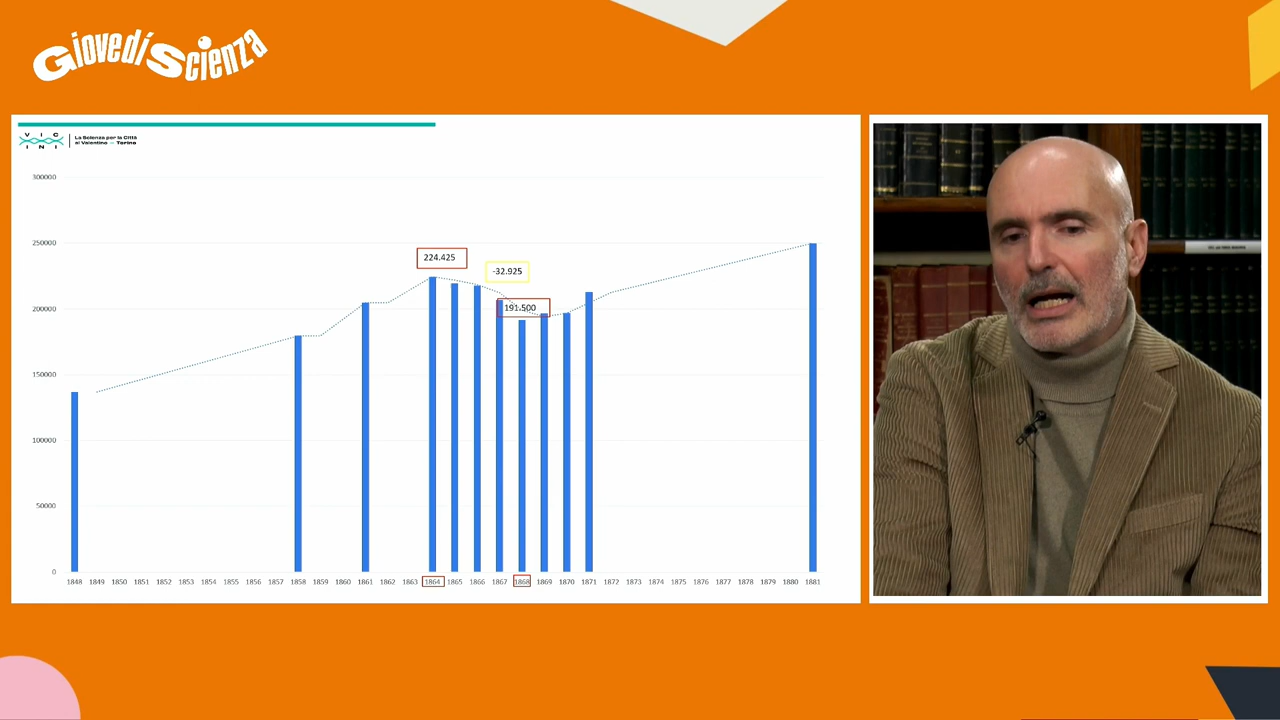 Giovedì Scienza
V I C
I N I
La Scienza per la Città
al Valentino – Torino
300000
250000
200000
150000
100000
50000
0
224.425
-32.925
191.500
1848 1849 1850 1851 1852 1853 1854 1855 1856 1857 1858 1859 1860 1861 1862 1863 1864 1865 1866 1867 1868 1869 1870 1871 1872 1873 1874 1875 1876 1877 1878 1879 1880 1881